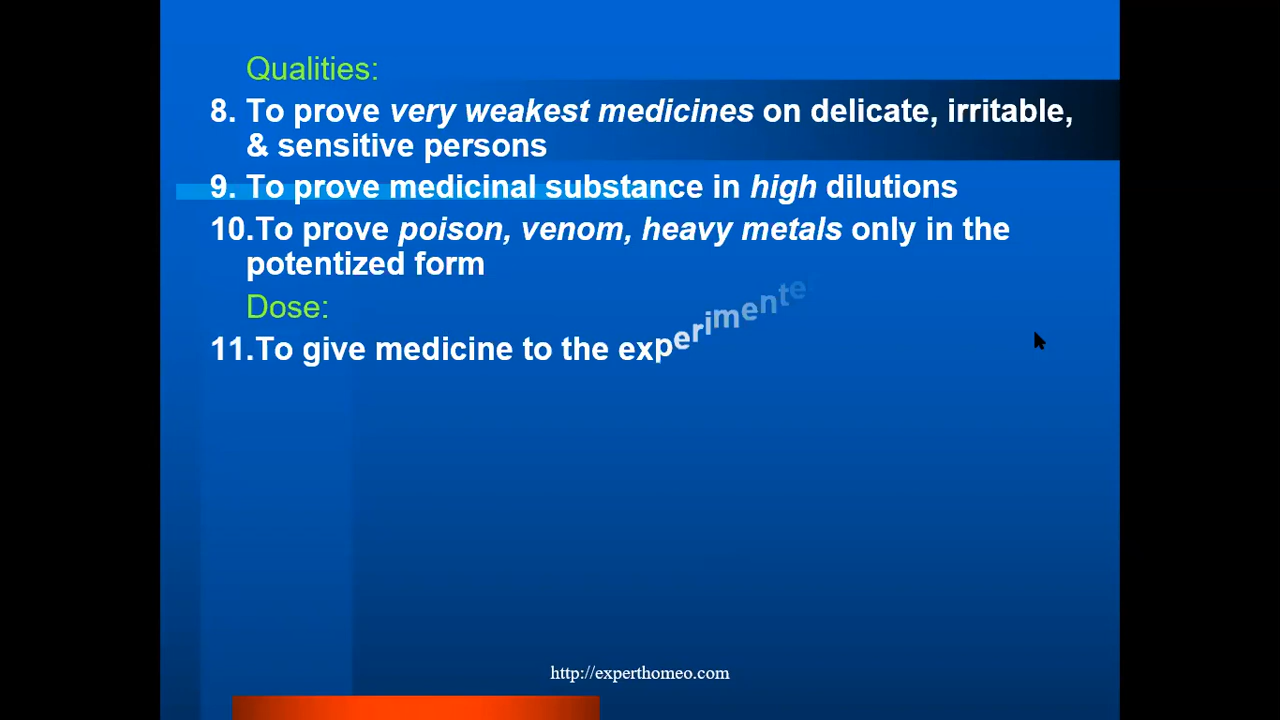 Qualities:
8. To prove very weakest medicines on delicate, irritable,
& sensitive persons
9. To prove medicinal substance in high dilutions
10.To prove poison, venom, heavy metals only in the
potentized form
Dose:
11.To give medicine to the experimente
http://experthomeo.com